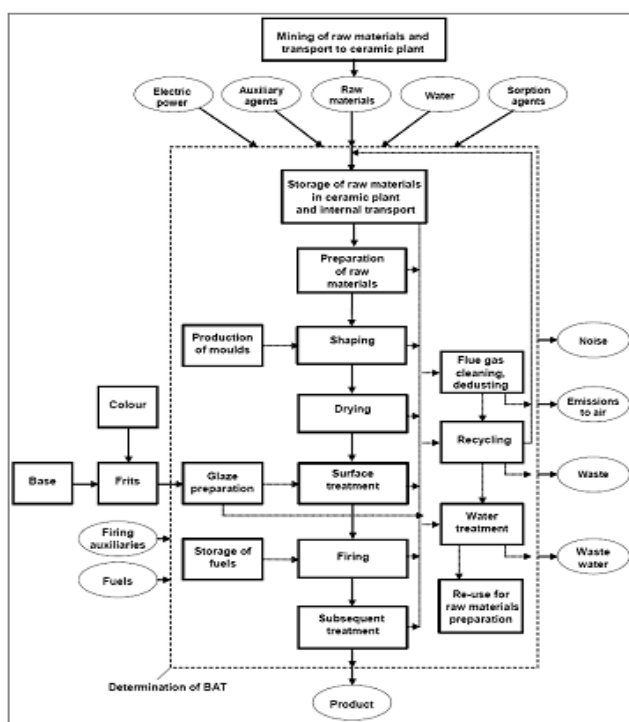 Mining of raw materials and
transport to ceramic plant
Electric
power
Auxiliary
agents
Raw
materials
Water
Sorption
agents
Storage of raw materials
in ceramic plant
and internal transport
Preparation
of raw
materials
Production
of moulds
Shaping
Flue gas
cleaning,
dedusting
Noise
Colour
Drying
Emissions
to air
Recycling
Base
Frits
Glaze
preparation
Surface
treatment
Waste
Water
treatment
Firing
auxiliaries
Storage
of fuels
Firing
Waste
water
Fuels
Re-use for
raw materials
preparation
Subsequent
treatment
Determination of BAT
Product